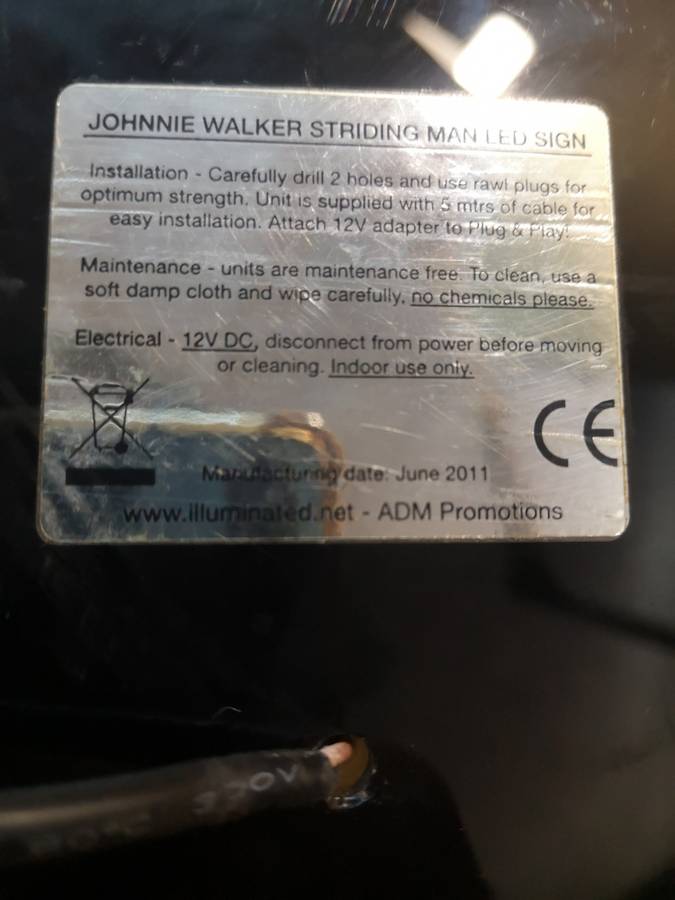 JOHNNIE WALKER STRIDING MAN LED SIGN
Installation - Carefully drill 2 holes and use rawl plugs for
optimum strength. Unit is supplied with 5 mtrs of cable for
easy installation. Attach 12V adapter to Plug & Play!
Maintenance - units are maintenance free. To clean, use a
soft damp cloth and wipe carefully, no chemicals please.
Electrical - 12V DC, disconnect from power before moving
or cleaning. Indoor use only.
CE
Manufacturing date: June 2011
www.illuminated.net - ADM Promotions